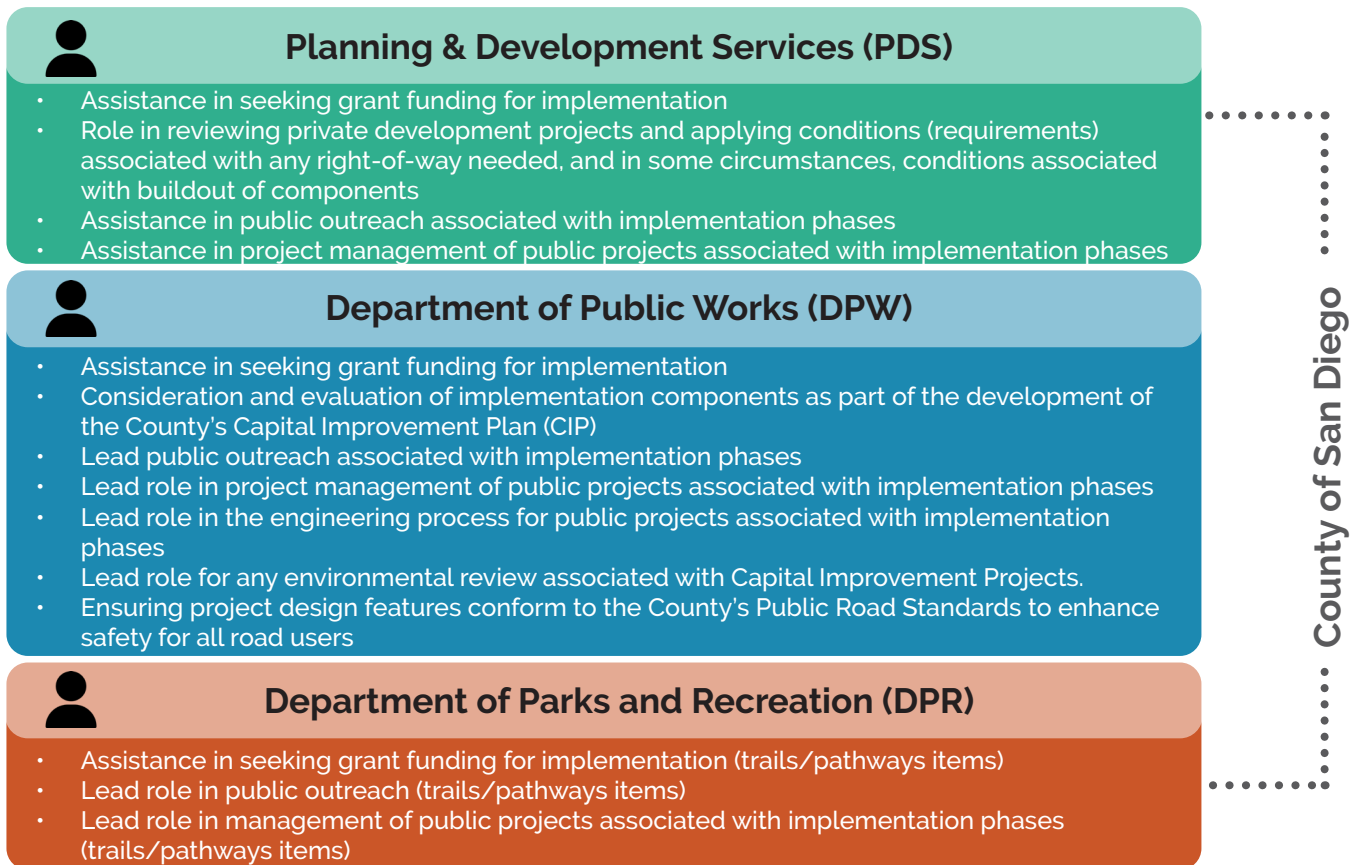 Planning & Development Services (PDS)
• Assistance in seeking grant funding for implementation
• Role in reviewing private development projects and applying conditions (requirements)
associated with any right-of-way needed, and in some circumstances, conditions associated
with buildout of components
• Assistance in public outreach associated with implementation phases
• Assistance in project management of public projects associated with implementation phases
Department of Public Works (DPW)
• Assistance in seeking grant funding for implementation
• Consideration and evaluation of implementation components as part of the development of
the County's Capital Improvement Plan (CIP)
• Lead public outreach associated with implementation phases
• Lead role in project management of public projects associated with implementation phases
• Lead role in the engineering process for public projects associated with implementation
phases
• Lead role for any environmental review associated with Capital Improvement Projects.
• Ensuring project design features conform to the County's Public Road Standards to enhance
safety for all road users
Department of Parks and Recreation (DPR)
• Assistance in seeking grant funding for implementation (trails/pathways items)
• Lead role in public outreach (trails/pathways items)
• Lead role in management of public projects associated with implementation phases
(trails/pathways items)
County of San Diego